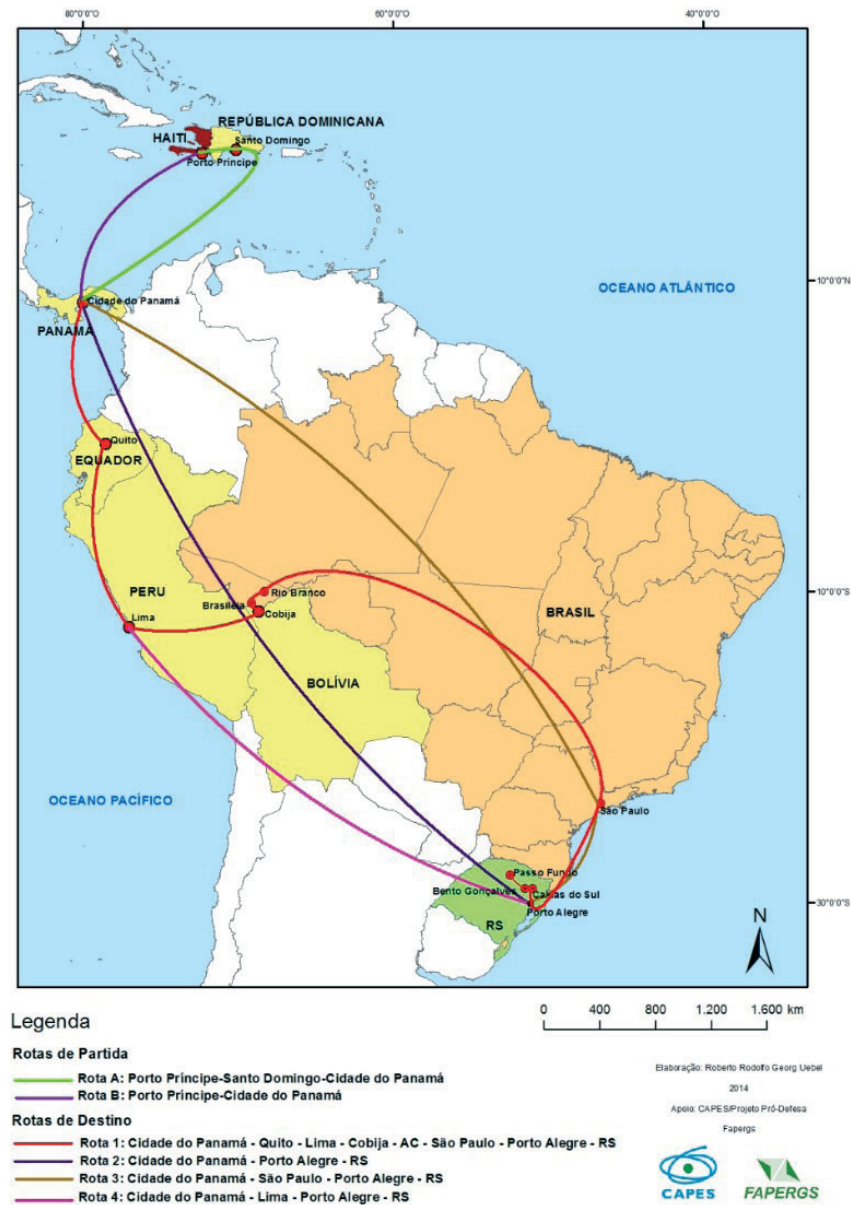 80°0'0"O
60°0'0"O
40°0'0"O
REPÚBLICA DOMINICANA
HAITI
Santo Domingo
Porto Príncipe
OCEANO ATLÂNTICO
10°0'0"N
Cidade do Panamá
PANAMÁ
Quito
EQUADOR
PERU
Rio Branco
10°0'0"S
Brasiléia
Cobija
BRASIL
Lima
BOLÍVIA
OCEANO PACÍFICO
São Paulo
Passo Fundo
Bento Gonçalves
Caxias do Sul
30°0'0"S
Porto Alegre
RS
N
Legenda
0 400 800 1.200 1.600 km
Rotas de Partida
Rota A: Porto Príncipe-Santo Domingo-Cidade do Panamá
Rota B: Porto Príncipe-Cidade do Panamá
Rotas de Destino
Rota 1: Cidade do Panamá - Quito - Lima - Cobija - AC - São Paulo - Porto Alegre - RS
Rota 2: Cidade do Panamá - Porto Alegre - RS
Rota 3: Cidade do Panamá - São Paulo - Porto Alegre - RS
Rota 4: Cidade do Panamá - Lima - Porto Alegre - RS
Elaboração: Roberto Rodolfo Georg Uebel
2014
Apoio: CAPES/Projeto Pró-Defesa
Fapergs
CAPES
FAPERGS